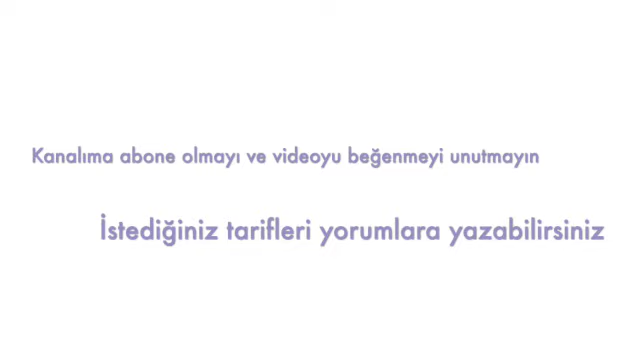 Kanalıma abone olmayı ve videoyu beğenmeyi unutmayın
İstediğiniz tarifleri yorumlara yazabilirsiniz